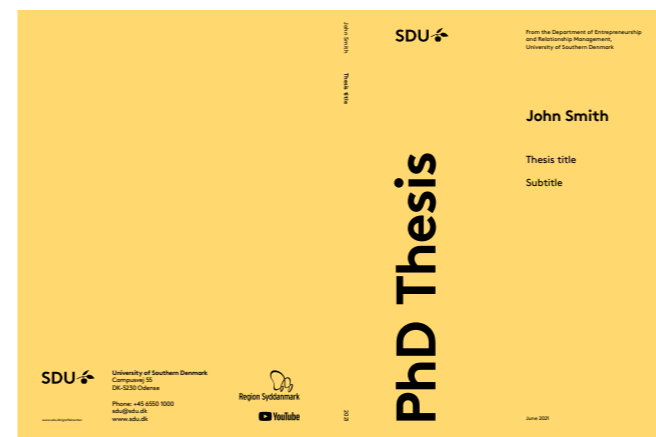 SDU
University of Southern Denmark
Campusvej 55
DK-5230 Odense
Phone: +45 6550 1000
sdu@sdu.dk
www.sdu.dk
Region Syddanmark
YouTube
John Smith
Thesis title
2021
SDU
PhD Thesis
From the Department of Entrepreneurship
and Relationship Management,
University of Southern Denmark
John Smith
Thesis title
Subtitle
June 2021